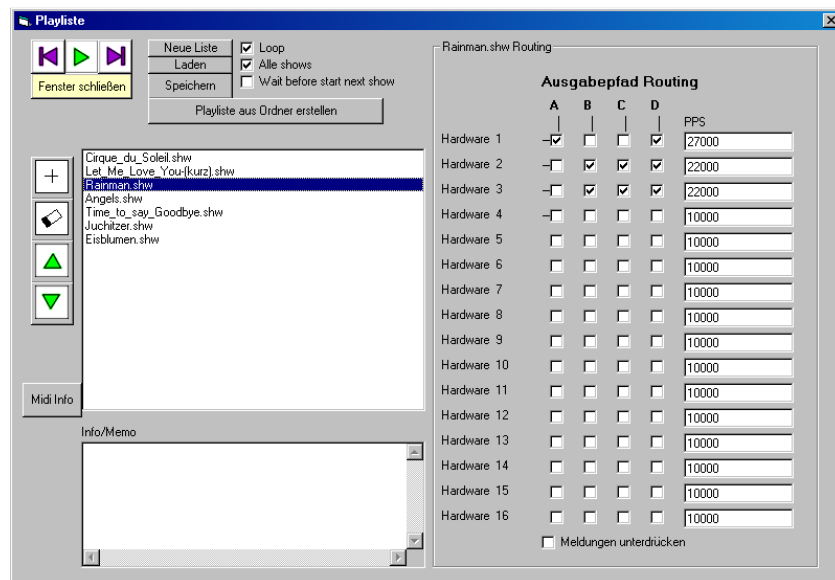 Playliste
Neue Liste
Laden
Speichern
Loop
Alle shows
Wait before start next show
Fenster schließen
Playliste aus Ordner erstellen
Cirque_du_Soleil.shw
Let_Me_Love_You-(kurz).shw
Rainman.shw
Angels.shw
Time_to_say_Goodbye.shw
Juchitzer.shw
Eisblumen.shw
Midi Info
Info/Memo
Rainman.shw Routing
Ausgabepfad Routing
A B C D
PPS
Hardware 1 27000
Hardware 2 22000
Hardware 3 22000
Hardware 4 10000
Hardware 5 10000
Hardware 6 10000
Hardware 7 10000
Hardware 8 10000
Hardware 9 10000
Hardware 10 10000
Hardware 11 10000
Hardware 12 10000
Hardware 13 10000
Hardware 14 10000
Hardware 15 10000
Hardware 16 10000
Meldungen unterdrücken